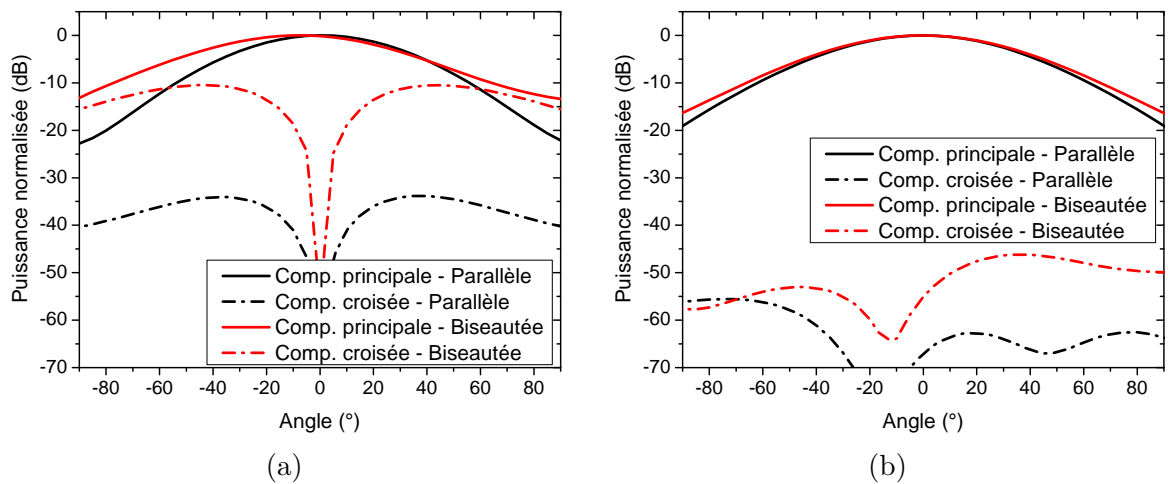 0
-10
-20
-30
-40
-50
-60
-70
Puissance normalisée (dB)
-80 -60 -40 -20 0 20 40 60 80
Angle (°)
Comp. principale - Parallèle
Comp. croisée - Parallèle
Comp. principale - Biseautée
Comp. croisée - Biseautée
(a)
0
-10
-20
-30
-40
-50
-60
-70
Puissance normalisée (dB)
-80 -60 -40 -20 0 20 40 60 80
Angle (°)
Comp. principale - Parallèle
Comp. croisée - Parallèle
Comp. principale - Biseautée
Comp. croisée - Biseautée
(b)